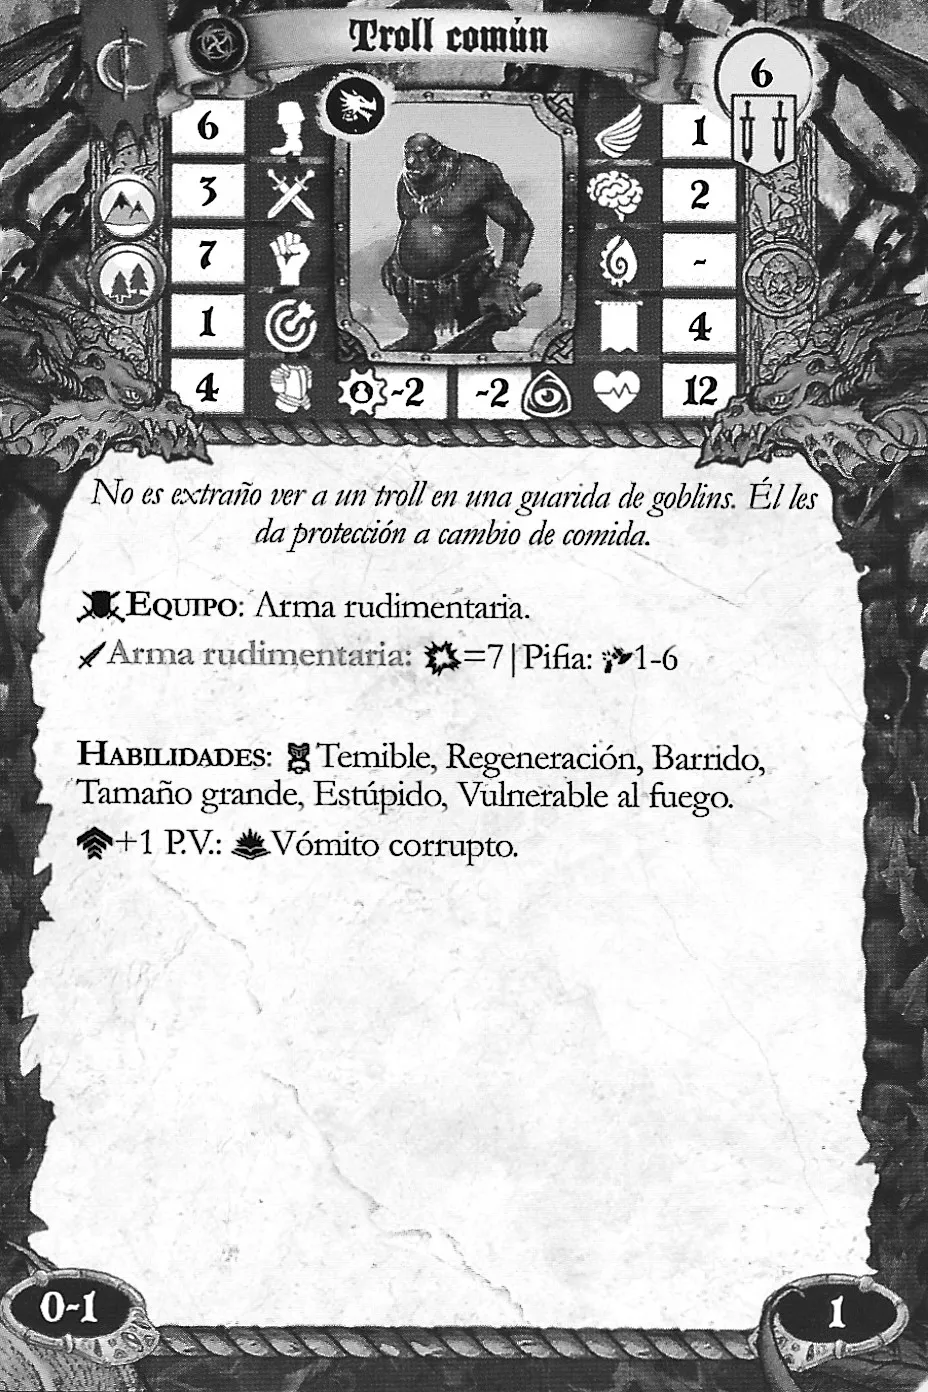 Troll común
6
6
1
3
2
7
-
1
4
4
-2
-2
12
No es extraño ver a un troll en una guarida de goblins. Él les
da protección a cambio de comida.
EQUIPO: Arma rudimentaria.
Arma rudimentaria: =7 | Pifia: 1-6
HABILIDADES: Temible, Regeneración, Barrido,
Tamaño grande, Estúpido, Vulnerable al fuego.
+1 P.V.: Vómito corrupto.
0-1
1